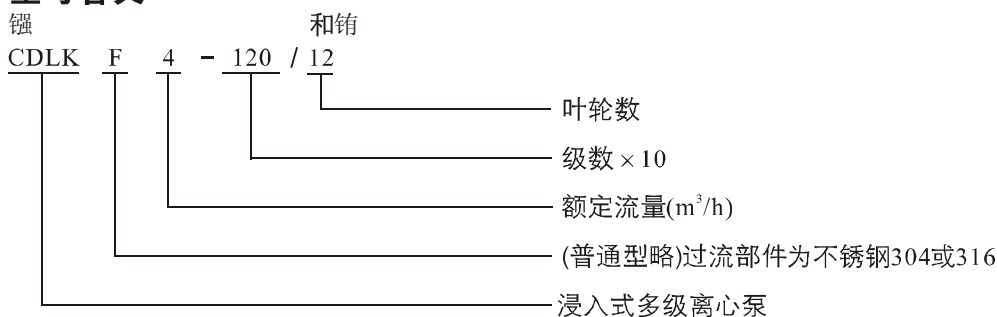 镪 和铕
CDLK F 4 - 120 / 12
叶轮数
级数 × 10
额定流量(m³/h)
(普通型略)过流部件为不锈钢304或316
浸入式多级离心泵